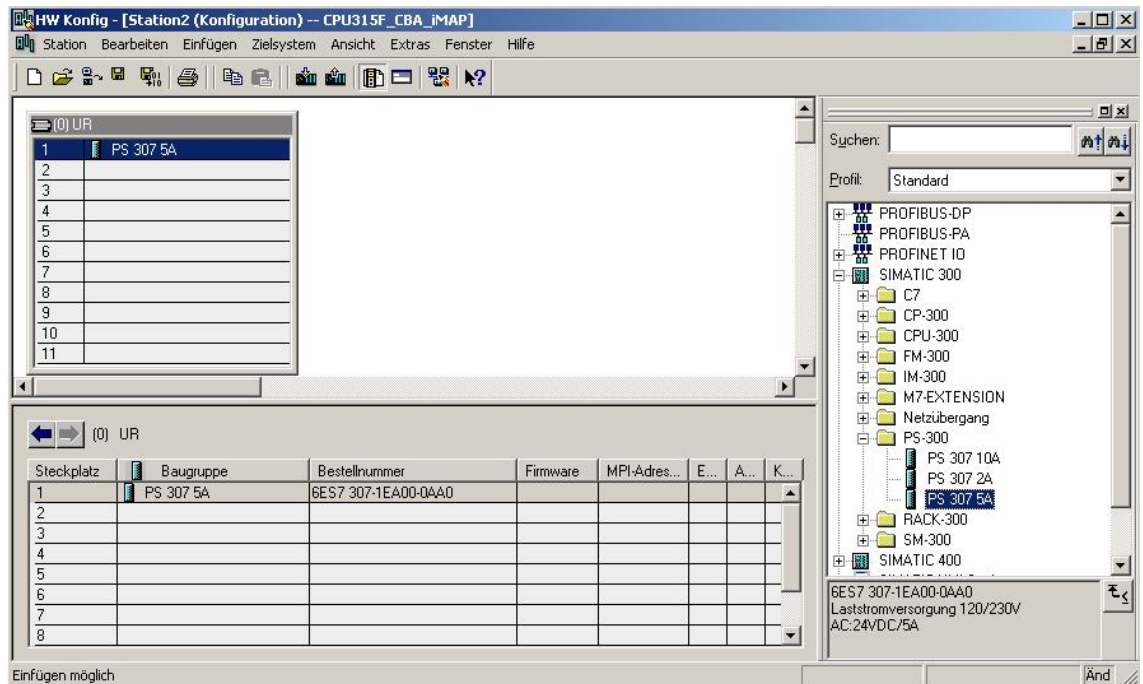 HW Konfig - [Station2 (Konfiguration) -- CPU315F_CBA_iMAP]
Station Bearbeiten Einfügen Zielsystem Ansicht Extras Fenster Hilfe
(0) UR
1 PS 307 5A
2
3
4
5
6
7
8
9
10
11
Suchen:
Profil: Standard
PROFIBUS-DP
PROFIBUS-PA
PROFINET IO
SIMATIC 300
C7
CP-300
CPU-300
FM-300
IM-300
M7-EXTENSION
Netzübergang
PS-300
PS 307 10A
PS 307 2A
PS 307 5A
RACK-300
SM-300
SIMATIC 400
6ES7 307-1EA00-0AA0
Laststromversorgung 120/230V
AC:24VDC/5A
(0) UR
Steckplatz Baugruppe Bestellnummer Firmware MPI-Adres... E... A... K...
1 PS 307 5A 6ES7 307-1EA00-0AA0
2
3
4
5
6
7
8
Einfügen möglich
Änd